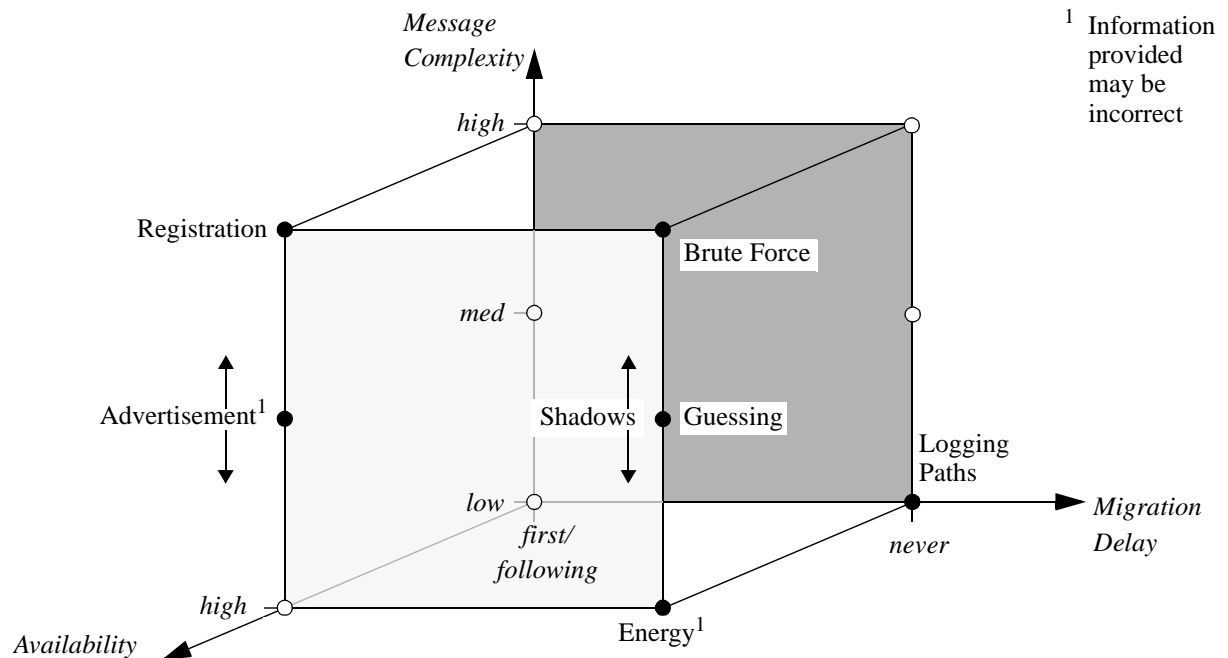 Message
Complexity
1 Information
provided
may be
incorrect
high
Registration
Brute Force
med
Advertisement1
Shadows
Guessing
Logging
Paths
low
first/
following
never
Migration
Delay
high
Energy1
Availability